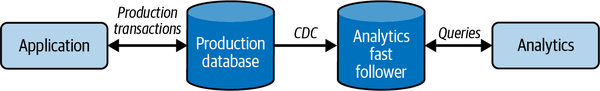 Application
Production
transactions
Production
database
CDC
Analytics
fast
follower
Queries
Analytics